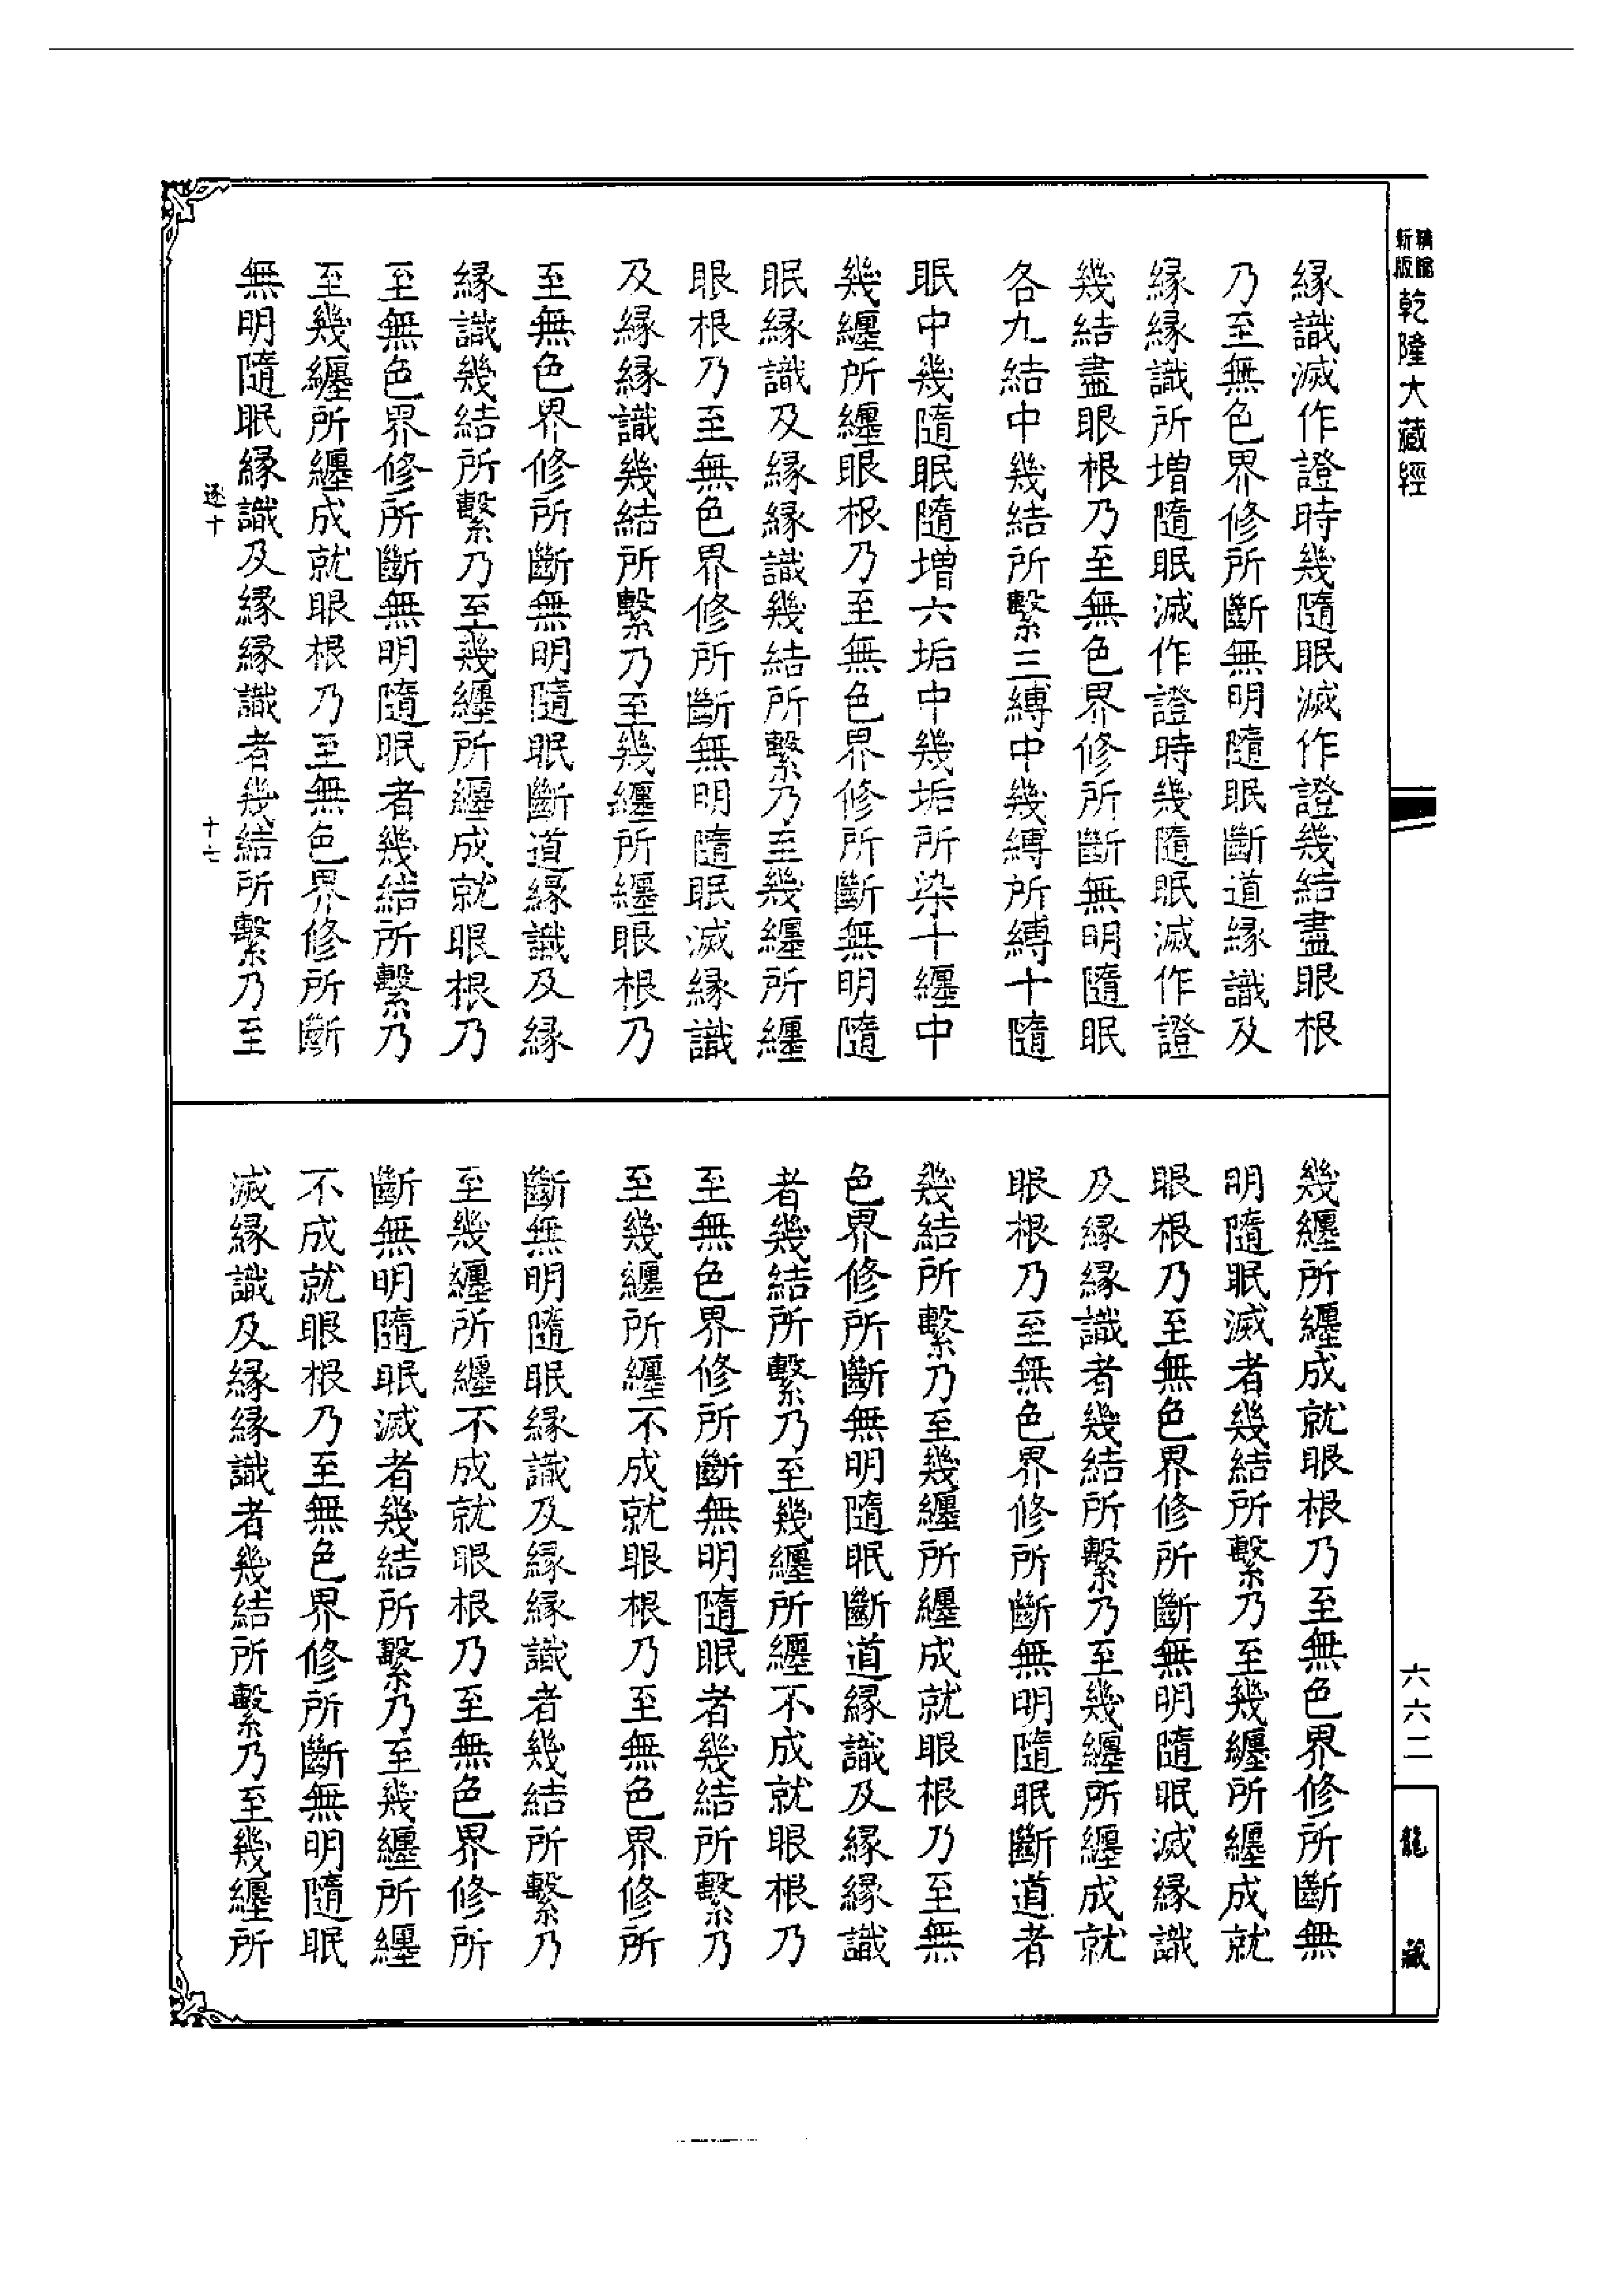 精縮新版乾隆大藏經
緣識滅作證時幾隨眠滅作證幾結盡眼根
乃至無色界修所斷無明隨眠斷道緣識及
緣緣識所增隨眠滅作證時幾隨眠滅作證
幾結盡眼根乃至無色界修所斷無明隨眠
各九結中幾結所繫三縛中幾縛所縛十隨
眠中幾隨眠隨增六垢中幾垢所染十纏中
幾纏所纏眼根乃至無色界修所斷無明隨
眠緣識及緣緣識幾結所繫乃至幾纏所纏
眼根乃至無色界修所斷無明隨眠滅緣識
及緣緣識幾結所繫乃至幾纏所纏眼根乃
至無色界修所斷無明隨眠斷道緣識及緣
緣識幾結所繫乃至幾纏所纏成就眼根乃
至無色界修所斷無明隨眠者幾結所繫乃
至幾纏所纏成就眼根乃至無色界修所斷
無明隨眠緣識及緣緣識者幾結所繫乃至
逐十 十七
幾纏所纏成就眼根乃至無色界修所斷無
明隨眠滅者幾結所繫乃至幾纏所纏成就
眼根乃至無色界修所斷無明隨眠滅緣識
及緣緣識者幾結所繫乃至幾纏所纏成就
眼根乃至無色界修所斷無明隨眠斷道者
幾結所繫乃至幾纏所纏成就眼根乃至無
色界修所斷無明隨眠斷道緣識及緣緣識
者幾結所繫乃至幾纏所纏不成就眼根乃
至無色界修所斷無明隨眠者幾結所繫乃
至幾纏所纏不成就眼根乃至無色界修所
斷無明隨眠緣識及緣緣識者幾結所繫乃
至幾纏所纏不成就眼根乃至無色界修所
斷無明隨眠滅者幾結所繫乃至幾纏所纏
不成就眼根乃至無色界修所斷無明隨眠
滅緣識及緣緣識者幾結所繫乃至幾纏所
六六二
龍藏